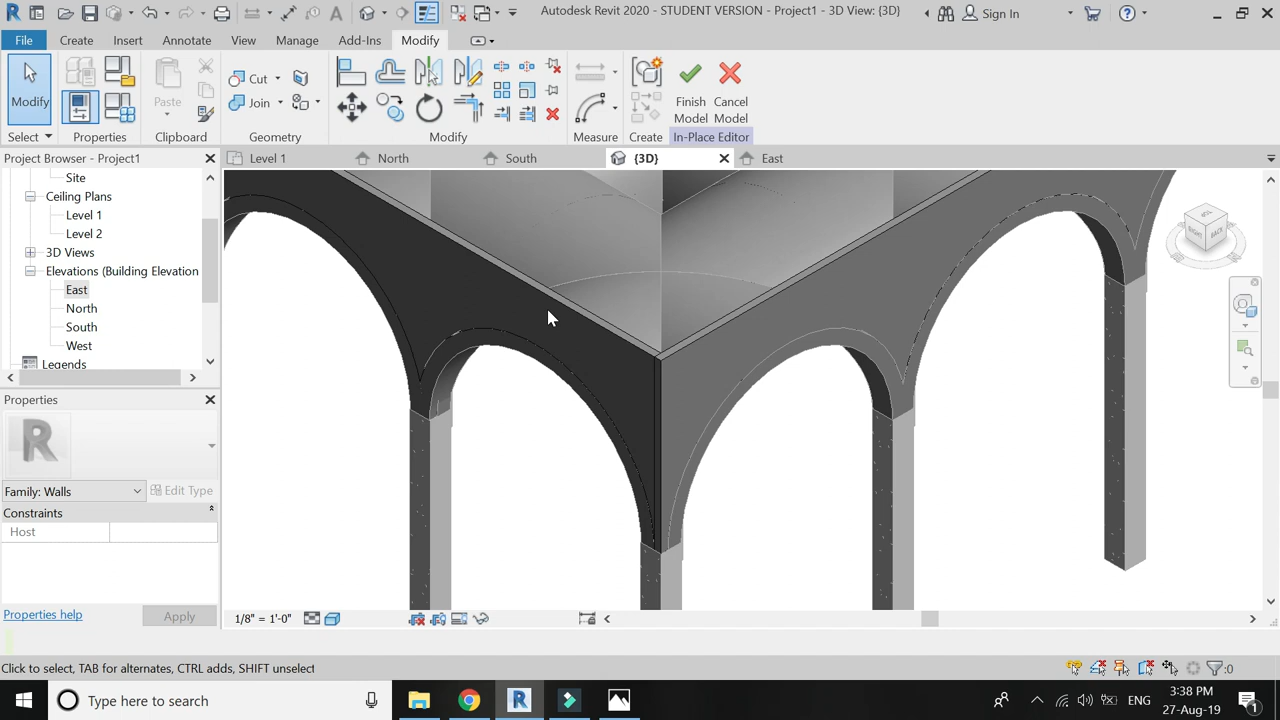 Autodesk Revit 2020 - STUDENT VERSION - Project1 - 3D View: {3D}
Sign In
File
Create
Insert
Annotate
View
Manage
Add-Ins
Modify
Modify
Paste
Cut
Join
Finish Model
Cancel Model
Select
Properties
Clipboard
Geometry
Modify
Measure
Create
In-Place Editor
Project Browser - Project1
Level 1
North
South
{3D}
East
Site
Ceiling Plans
Level 1
Level 2
3D Views
Elevations (Building Elevation
East
North
South
West
Legends
Properties
Family: Walls
Edit Type
Constraints
Host
Properties help
Apply
TOP
RIGHT
BACK
1/8" = 1'-0"
Click to select, TAB for alternates, CTRL adds, SHIFT unselect
:0
Type here to search
ENG
3:38 PM
27-Aug-19
1